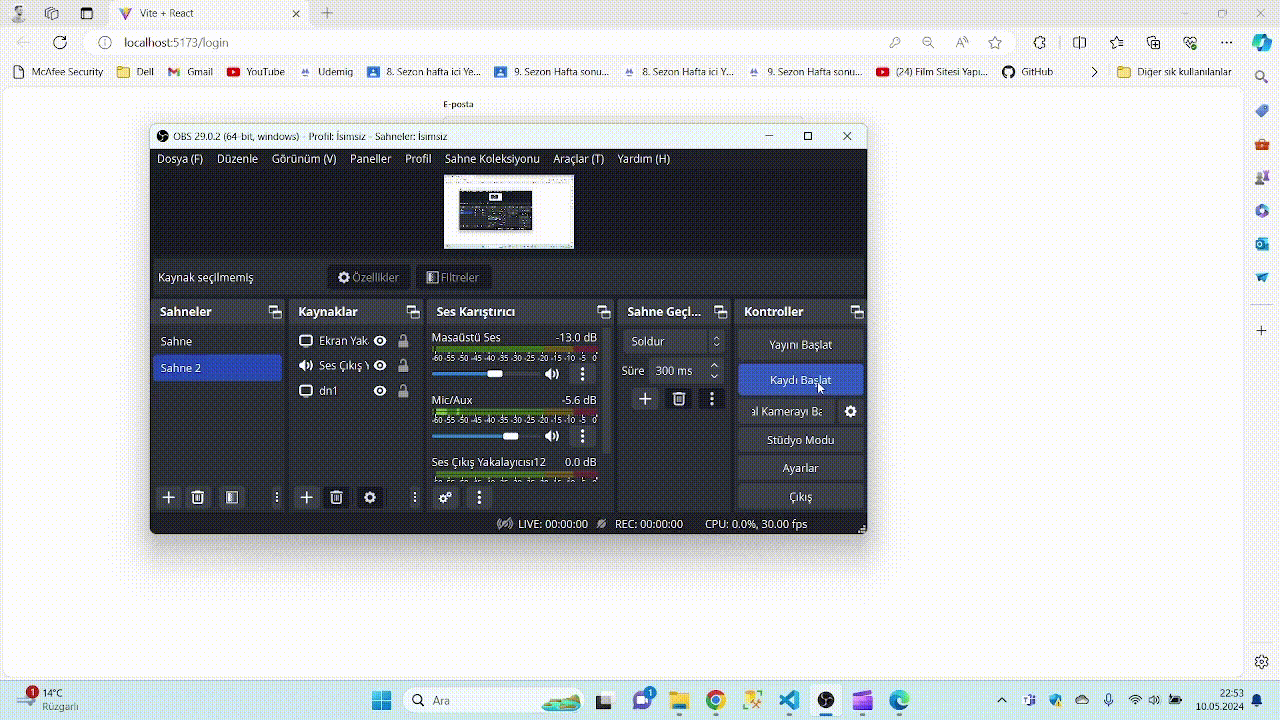 Vite + React
localhost:5173/login
McAfee Security
Dell
Gmail
YouTube
Udemig
8. Sezon hafta ici Ye...
9. Sezon Hafta sonu...
8. Sezon Hafta içi Y...
9. Sezon Hafta sonu...
(24) Film Sitesi Yapı...
GitHub
Diğer sık kullanılanlar
E-posta
OBS 29.0.2 (64-bit, windows) - Profil: İsimsiz - Sahneler: İsimsiz
Dosya (F) Düzenle Görünüm (V) Paneller Profil Sahne Koleksiyonu Araçlar (T) Yardım (H)
Kaynak seçilmemiş
Özellikler
Filtreler
Sahneler
Sahne
Sahne 2
Kaynaklar
Ekran Yak
Ses Çıkış Y
dn1
Ses Karıştırıcı
Masaüstü Ses -13.0 dB
-60 -55 -50 -45 -40 -35 -30 -25 -20 -15 -10 -5 0
Mic/Aux -5.6 dB
-60 -55 -50 -45 -40 -35 -30 -25 -20 -15 -10 -5 0
Ses Çıkış Yakalayıcısı12 0.0 dB
Sahne Geçi...
Soldur
Süre 300 ms
Kontroller
Yayını Başlat
Kaydı Başlat
al Kamerayı Ba
Stüdyo Modu
Ayarlar
Çıkış
LIVE: 00:00:00 REC: 00:00:00 CPU: 0.0%, 30.00 fps
1
14°C
Rüzgarlı
Ara
1
22:53
10.05.2024